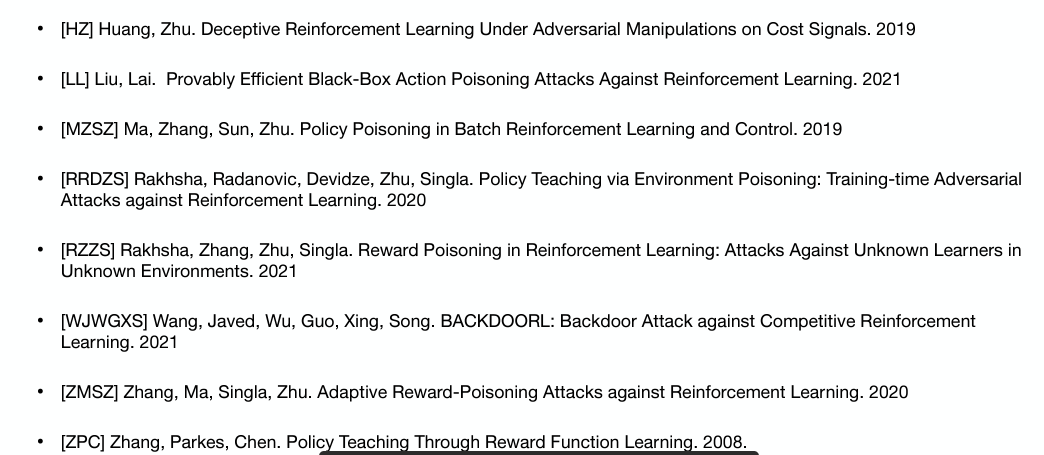 • [HZ] Huang, Zhu. Deceptive Reinforcement Learning Under Adversarial Manipulations on Cost Signals. 2019
• [LL] Liu, Lai.  Provably Efficient Black-Box Action Poisoning Attacks Against Reinforcement Learning. 2021
• [MZSZ] Ma, Zhang, Sun, Zhu. Policy Poisoning in Batch Reinforcement Learning and Control. 2019
• [RRDZS] Rakhsha, Radanovic, Devidze, Zhu, Singla. Policy Teaching via Environment Poisoning: Training-time Adversarial
Attacks against Reinforcement Learning. 2020
• [RZZS] Rakhsha, Zhang, Zhu, Singla. Reward Poisoning in Reinforcement Learning: Attacks Against Unknown Learners in
Unknown Environments. 2021
• [WJWGXS] Wang, Javed, Wu, Guo, Xing, Song. BACKDOORL: Backdoor Attack against Competitive Reinforcement
Learning. 2021
• [ZMSZ] Zhang, Ma, Singla, Zhu. Adaptive Reward-Poisoning Attacks against Reinforcement Learning. 2020
• [ZPC] Zhang, Parkes, Chen. Policy Teaching Through Reward Function Learning. 2008.